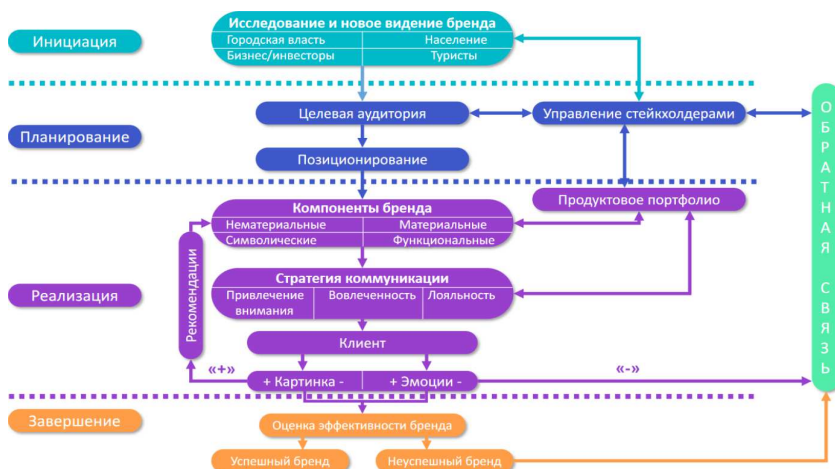 Инициация
Исследование и новое видение бренда
Городская власть
Население
Бизнес/инвесторы
Туристы
Планирование
Целевая аудитория
Управление стейкхолдерами
Позиционирование
Реализация
Продуктовое портфолио
Компоненты бренда
Нематериальные
Материальные
Символические
Функциональные
Рекомендации
Стратегия коммуникации
Привлечение
внимания
Вовлеченность
Лояльность
Клиент
«+»
+ Картинка -
+ Эмоции -
«-»
Завершение
Оценка эффективности бренда
Успешный бренд
Неуспешный бренд
ОБРАТНАЯ СВЯЗЬ